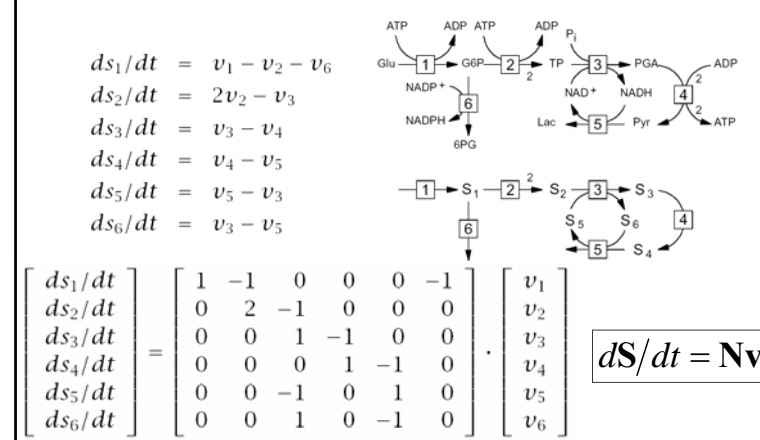 ds₁/dt = v₁ − v₂ − v₆
ds₂/dt = 2v₂ − v₃
ds₃/dt = v₃ − v₄
ds₄/dt = v₄ − v₅
ds₅/dt = v₅ − v₃
ds₆/dt = v₃ − v₅
ATP ADP ATP ADP Pᵢ
Glu 1 G6P 2 2 TP 3 PGA 2 ADP
NADP⁺ 6 NAD⁺ NADH 4
NADPH Lac 5 Pyr 2 ATP
6PG
1 S₁ 2 2 S₂ 3 S₃
6 S₅ S₆ 4
5 S₄
[ ds₁/dt ] [ 1 −1 0 0 0 −1 ] [ v₁ ]
[ ds₂/dt ] [ 0 2 −1 0 0 0 ] [ v₂ ]
[ ds₃/dt ] = [ 0 0 1 −1 0 0 ] · [ v₃ ] dS/dt = Nv
[ ds₄/dt ] [ 0 0 0 1 −1 0 ] [ v₄ ]
[ ds₅/dt ] [ 0 0 −1 0 1 0 ] [ v₅ ]
[ ds₆/dt ] [ 0 0 1 0 −1 0 ] [ v₆ ]